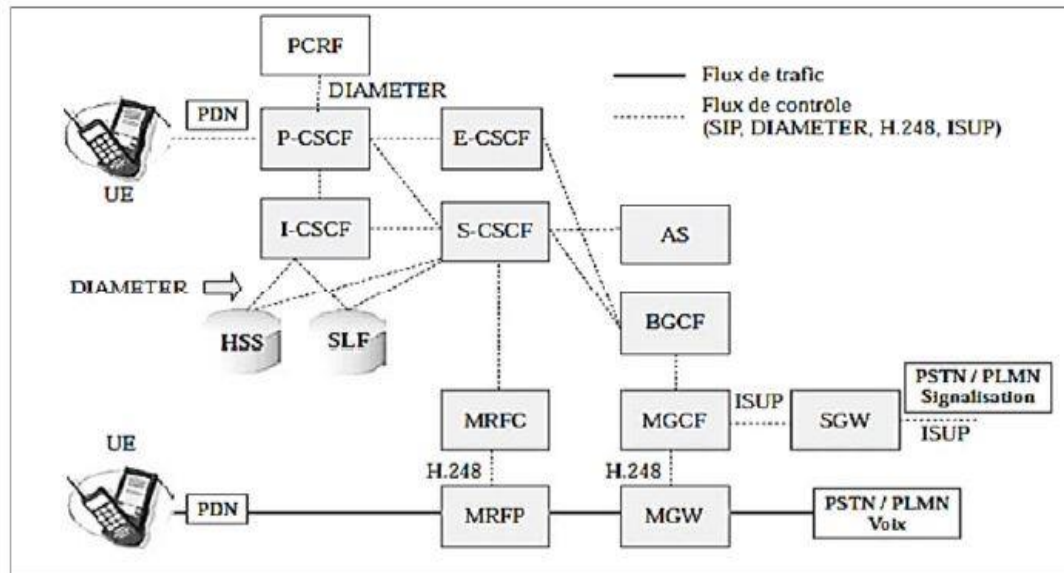 PCRF
Flux de trafic
DIAMETER
Flux de contrôle
(SIP, DIAMETER, H.248, ISUP)
PDN
P-CSCF
E-CSCF
UE
I-CSCF
S-CSCF
AS
DIAMETER
HSS
SLF
BGCF
PSTN / PLMN
Signalisation
MRFC
MGCF
ISUP
SGW
ISUP
UE
H.248
H.248
PDN
MRFP
MGW
PSTN / PLMN
Voix